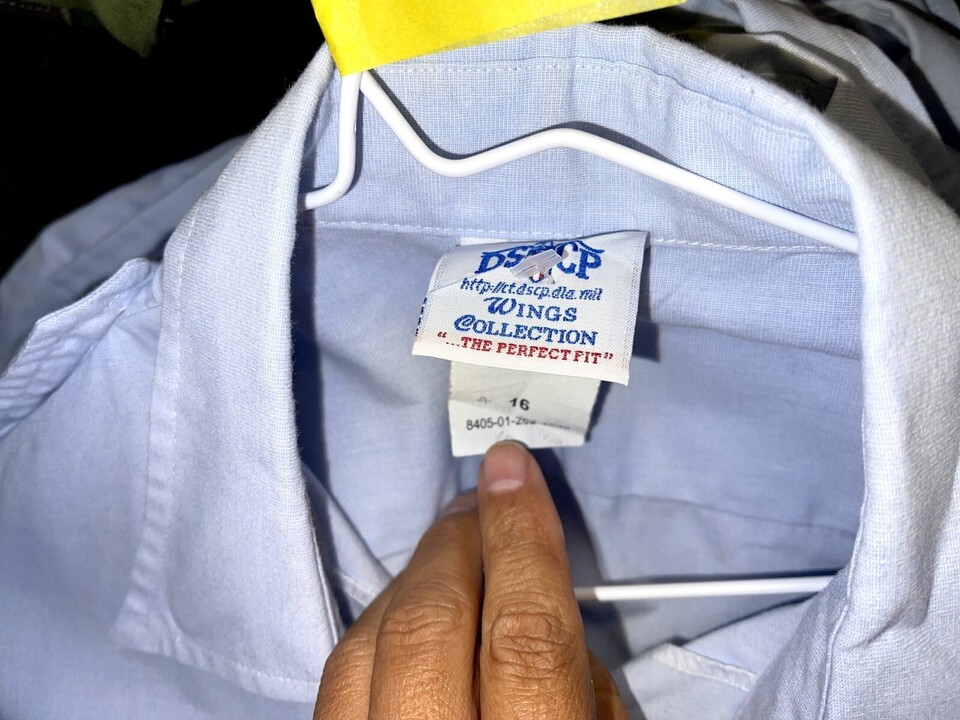 DSCP
http://ct.dscp.dla.mil
WINGS
COLLECTION
"...THE PERFECT FIT"
16
8405-01-